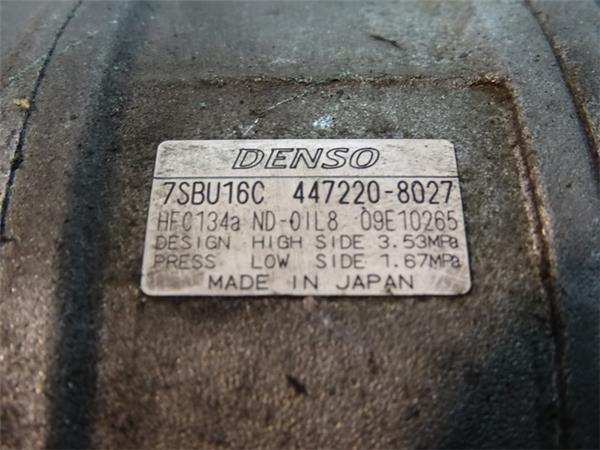 DENSO
7SBU16C 447220-8027
HFC134a ND-OIL8 09E10265
DESIGN HIGH SIDE 3.53MPa
PRESS LOW SIDE 1.67MPa
MADE IN JAPAN